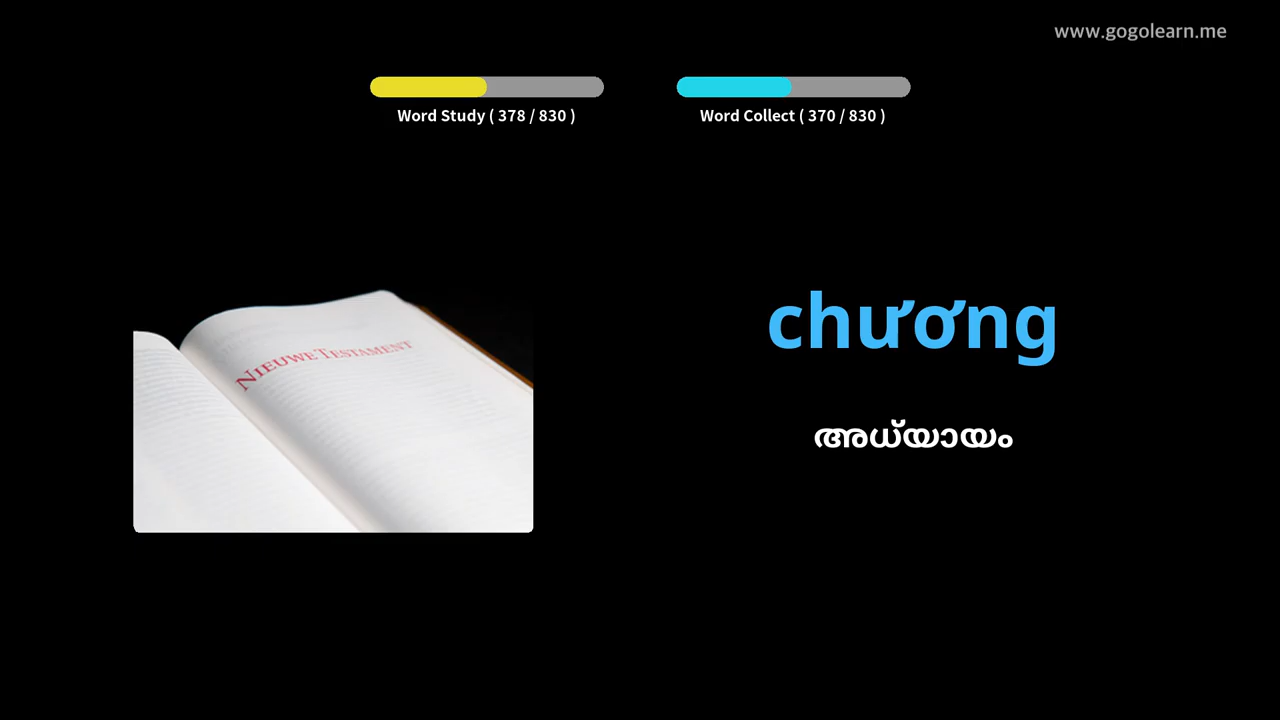 www.gogolearn.me
Word Study ( 378 / 830 )
Word Collect ( 370 / 830 )
NIEUWE TESTAMENT
chương
അധ്യായം